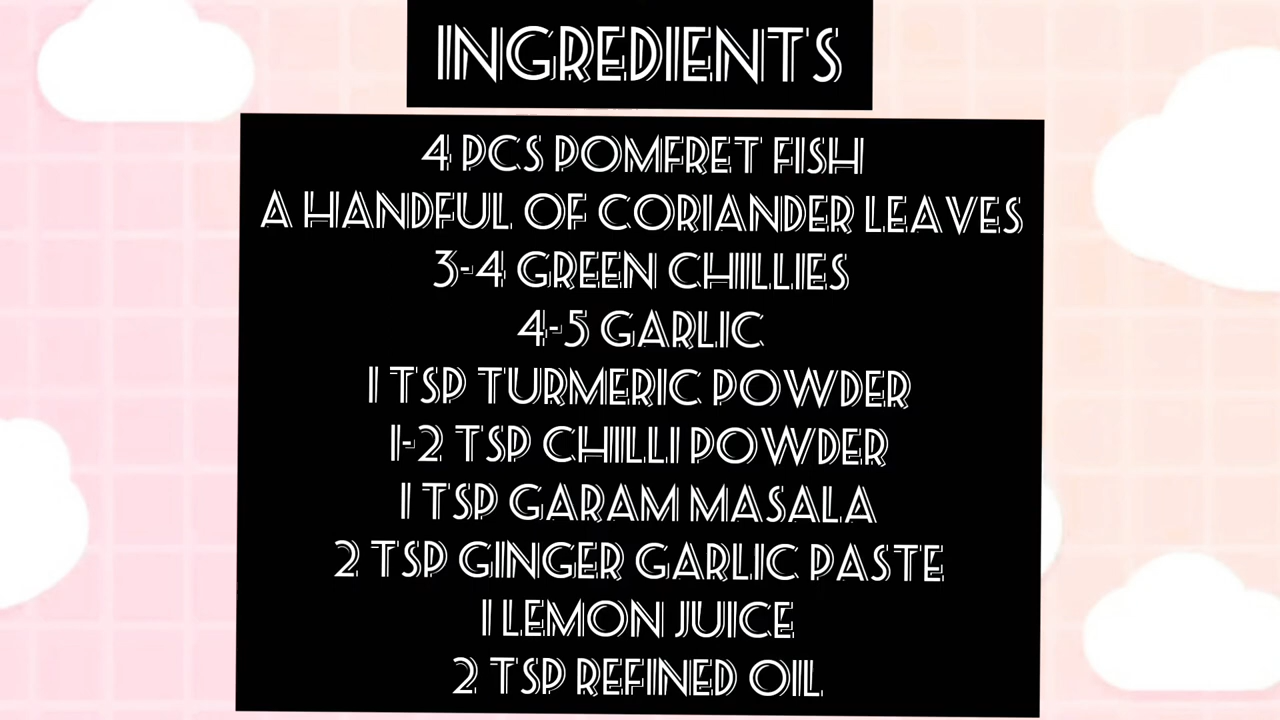 INGREDIENTS
4 PCS POMFRET FISH
A HANDFUL OF CORIANDER LEAVES
3-4 GREEN CHILLIES
4-5 GARLIC
1 TSP TURMERIC POWDER
1-2 TSP CHILLI POWDER
1 TSP GARAM MASALA
2 TSP GINGER GARLIC PASTE
1 LEMON JUICE
2 TSP REFINED OIL